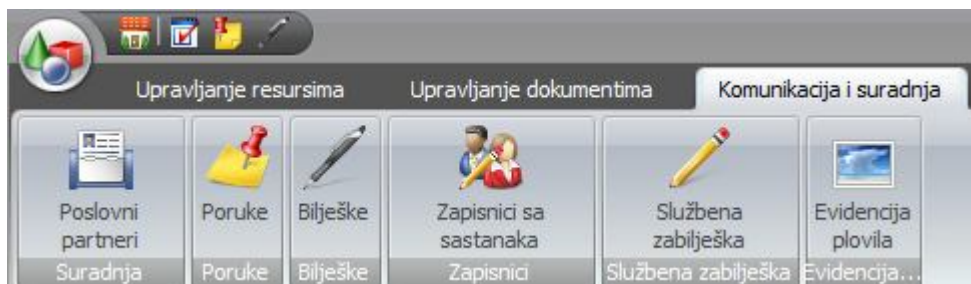 Upravljanje resursima
Upravljanje dokumentima
Komunikacija i suradnja
Poslovni
partneri
Suradnja
Poruke
Poruke
Bilješke
Bilješke
Zapisnici sa
sastanaka
Zapisnici
Službena
zabilješka
Službena zabilješka
Evidencija
plovila
Evidencija...